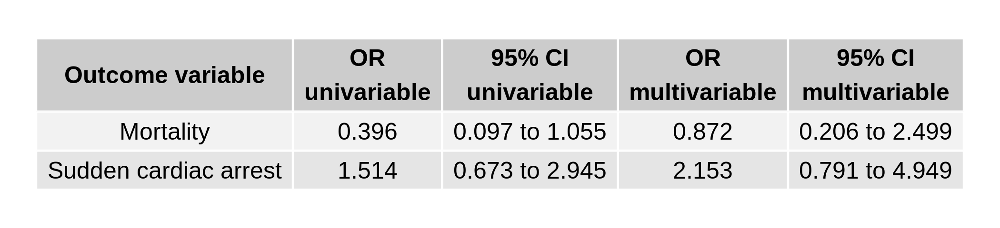 Outcome variable
OR
univariable
95% CI
univariable
OR
multivariable
95% CI
multivariable
Mortality 0.396 0.097 to 1.055 0.872 0.206 to 2.499
Sudden cardiac arrest 1.514 0.673 to 2.945 2.153 0.791 to 4.949